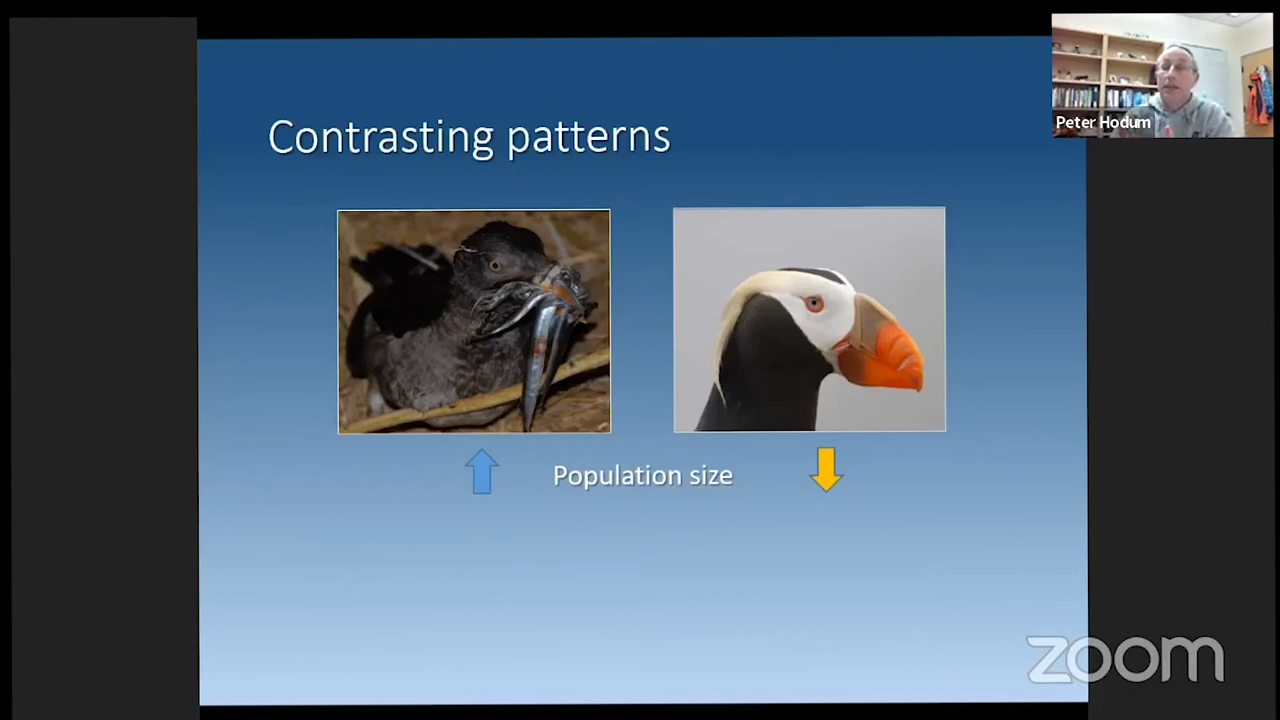 Contrasting patterns
Peter Hodum
Population size
zoom